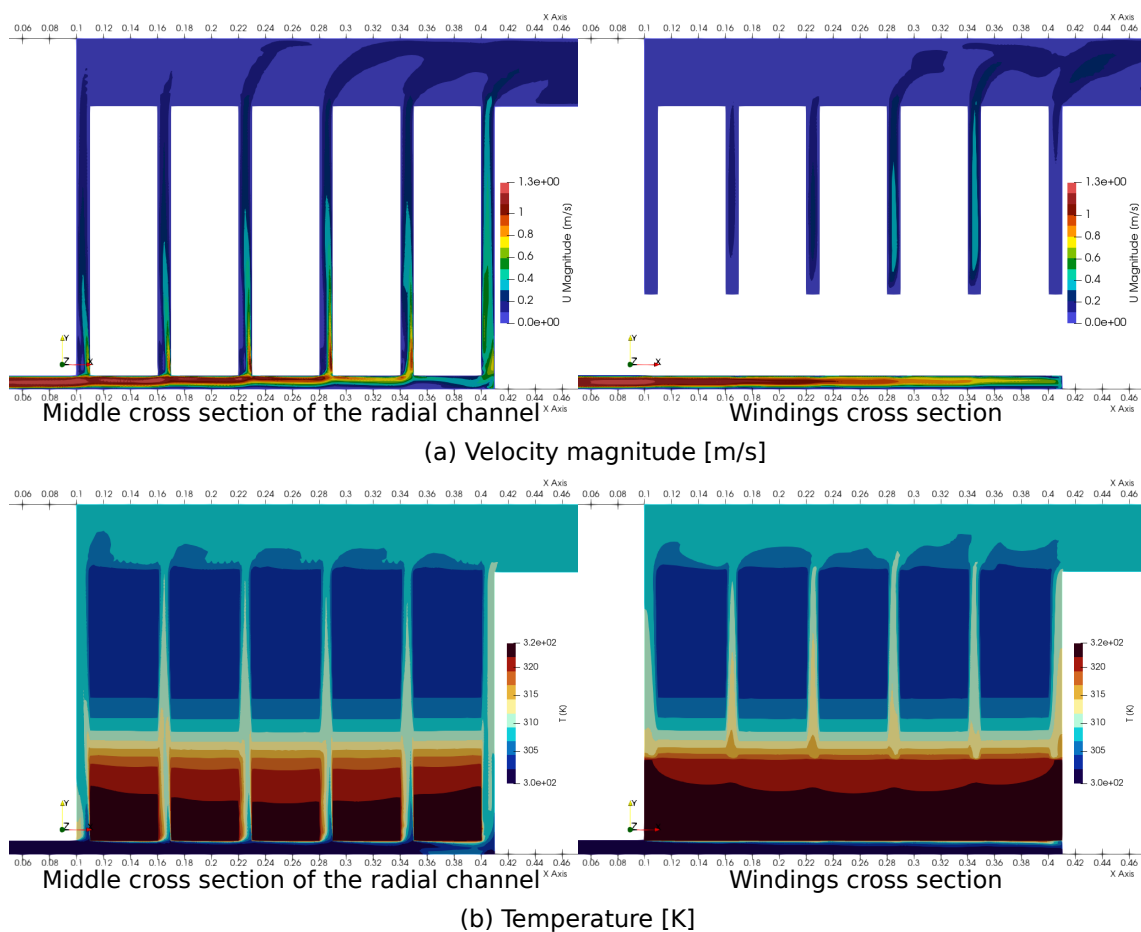 X Axis X Axis
0.06 0.08 0.1 0.12 0.14 0.16 0.18 0.2 0.22 0.24 0.26 0.28 0.3 0.32 0.34 0.36 0.38 0.4 0.42 0.44 0.46 0.06 0.08 0.1 0.12 0.14 0.16 0.18 0.2 0.22 0.24 0.26 0.28 0.3 0.32 0.34 0.36 0.38 0.4 0.42 0.44 0.46
1.3e+00 1.3e+00
1 1
0.8 0.8
0.6 0.6
0.4 0.4
0.2 0.2
0.0e+00 0.0e+00
U Magnitude (m/s) U Magnitude (m/s)
Y Y
Z X Z X
0.06 0.08 0.1 0.12 0.14 0.16 0.18 0.2 0.22 0.24 0.26 0.28 0.3 0.32 0.34 0.36 0.38 0.4 0.42 0.44 0.46 0.06 0.08 0.1 0.12 0.14 0.16 0.18 0.2 0.22 0.24 0.26 0.28 0.3 0.32 0.34 0.36 0.38 0.4 0.42 0.44 0.46
X Axis X Axis
Middle cross section of the radial channel Windings cross section
(a) Velocity magnitude [m/s]
X Axis X Axis
0.06 0.08 0.1 0.12 0.14 0.16 0.18 0.2 0.22 0.24 0.26 0.28 0.3 0.32 0.34 0.36 0.38 0.4 0.42 0.44 0.46 0.06 0.08 0.1 0.12 0.14 0.16 0.18 0.2 0.22 0.24 0.26 0.28 0.3 0.32 0.34 0.36 0.38 0.4 0.42 0.44 0.46
3.2e+02 3.2e+02
320 320
315 315
310 310
305 305
3.0e+02 3.0e+02
T (K) T (K)
Y Y
Z Z
0.06 0.08 0.1 0.12 0.14 0.16 0.18 0.2 0.22 0.24 0.26 0.28 0.3 0.32 0.34 0.36 0.38 0.4 0.42 0.44 0.46 0.06 0.08 0.1 0.12 0.14 0.16 0.18 0.2 0.22 0.24 0.26 0.28 0.3 0.32 0.34 0.36 0.38 0.4 0.42 0.44 0.46
X Axis X Axis
Middle cross section of the radial channel Windings cross section
(b) Temperature [K]